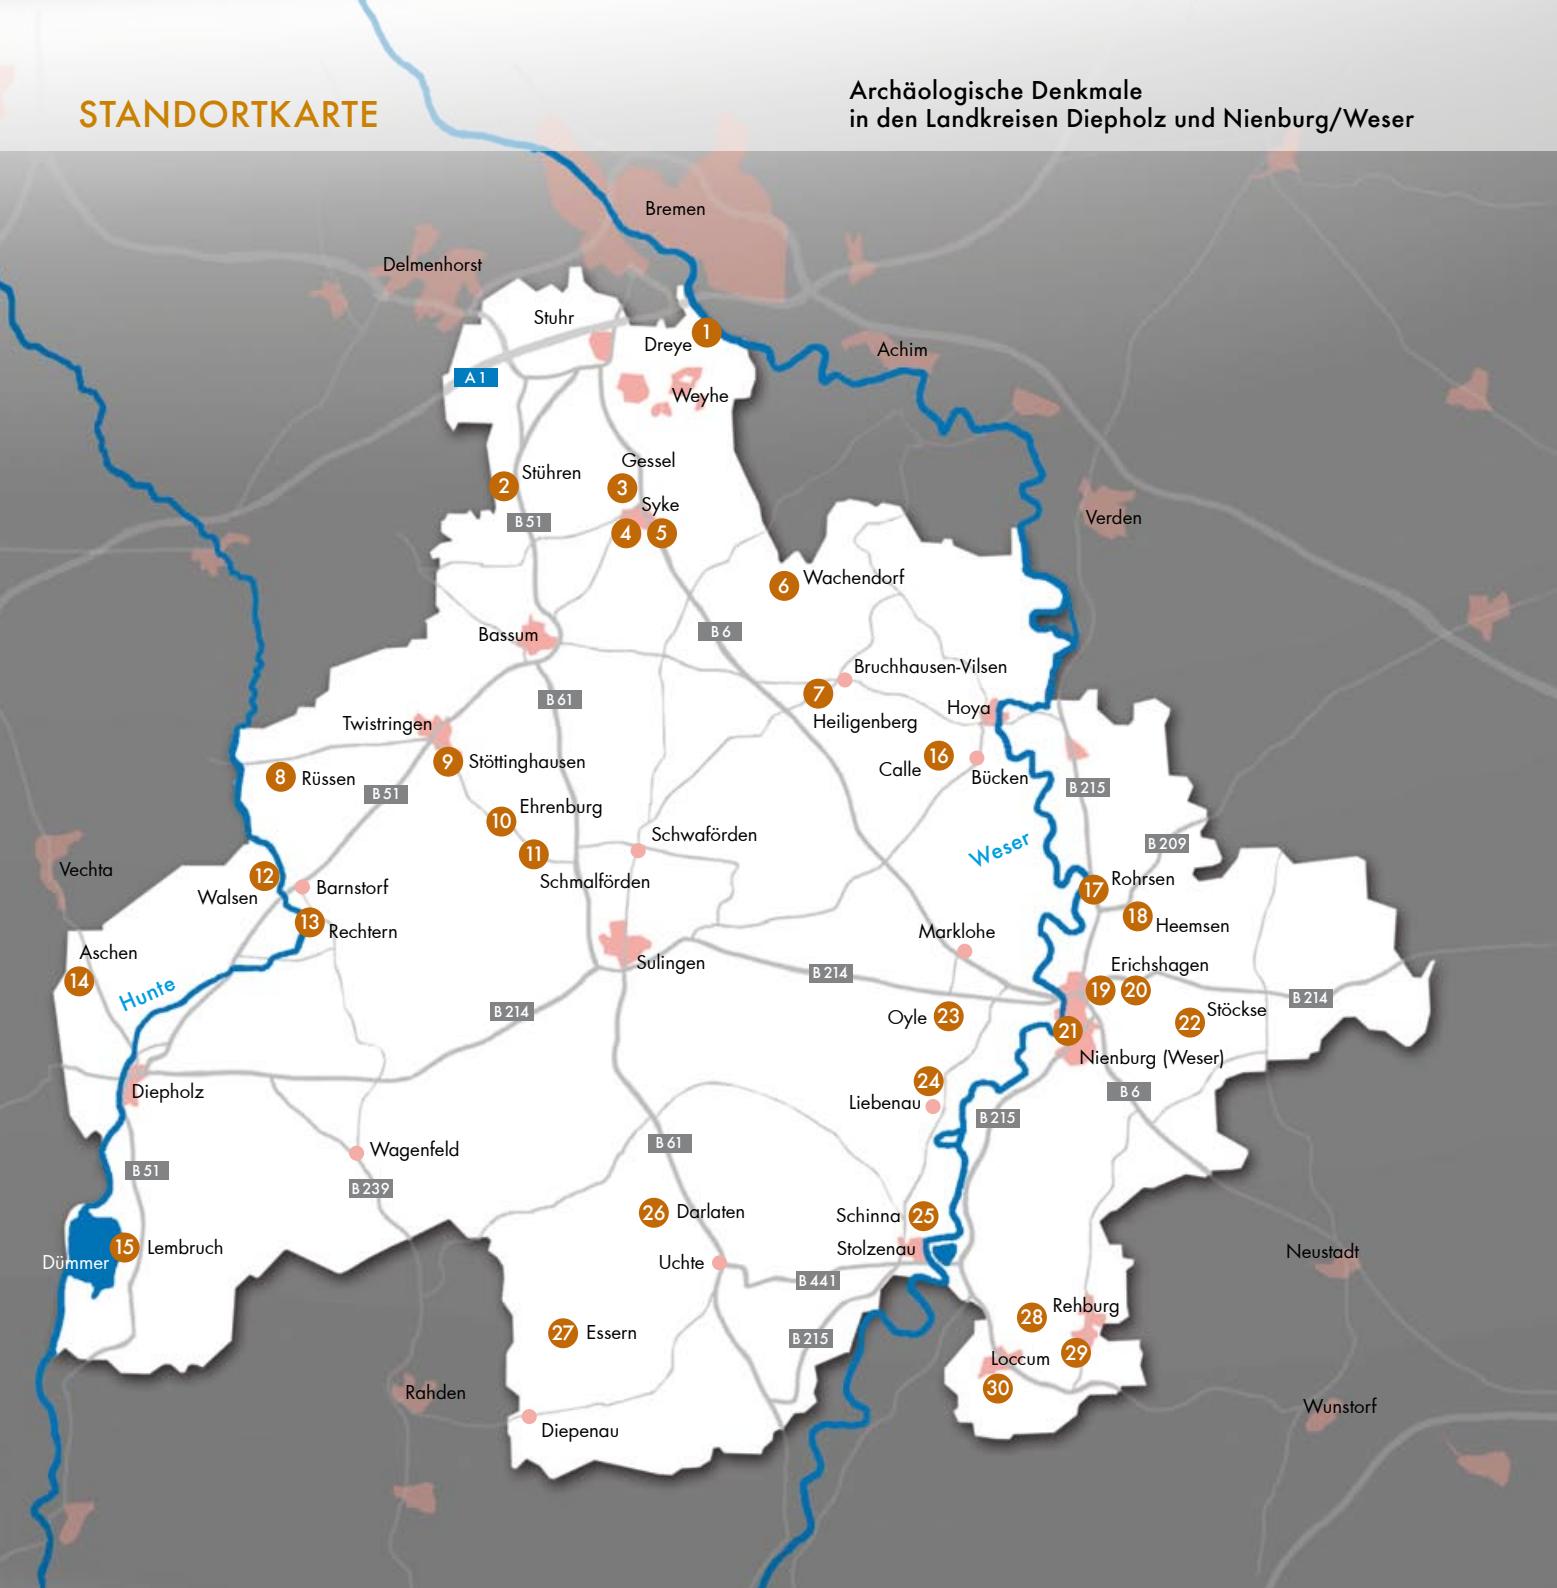 STANDORTKARTE
Archäologische Denkmale
in den Landkreisen Diepholz und Nienburg/Weser
Bremen
Delmenhorst
Stuhr
1
Dreye
Achim
A 1
Weyhe
Gessel
Stühren
2
3
Syke
B 51
4
5
Verden
6
Wachendorf
Bassum
B 6
Bruchhausen-Vilsen
7
B 61
Hoya
Heiligenberg
Twistringen
9
Stöttinghausen
16
Calle
Bücken
8
Rüssen
B 51
B 215
Ehrenburg
10
Schwaförden
Weser
B 209
11
Schmalförden
Vechta
12
Walsen
Barnstorf
17
Rohrsen
13
Rechtern
18
Heemsen
Marklohe
Aschen
14
Hunte
Sulingen
B 214
Erichshagen
19
20
B 214
B 214
Oyle
23
22
Stöckse
21
Nienburg (Weser)
Diepholz
24
Liebenau
B 6
B 215
B 61
Wagenfeld
B 51
B 239
26
Darlaten
Schinna
25
Stolzenau
15
Lembruch
Dümmer
Uchte
B 441
Neustadt
28
Rehburg
27
Essern
B 215
29
Loccum
30
Rahden
Wunstorf
Diepenau